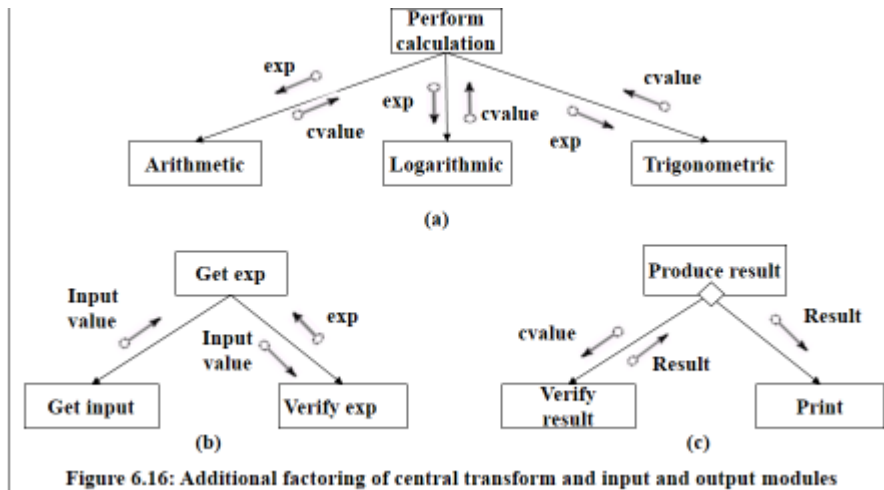 Perform
calculation
exp
cvalue
exp
cvalue
exp
cvalue
Arithmetic
Logarithmic
Trigonometric
(a)
Get exp
Input
value
Input
value
exp
Get input
Verify exp
(b)
Produce result
cvalue
Result
Result
Verify
result
Print
(c)
Figure 6.16: Additional factoring of central transform and input and output modules